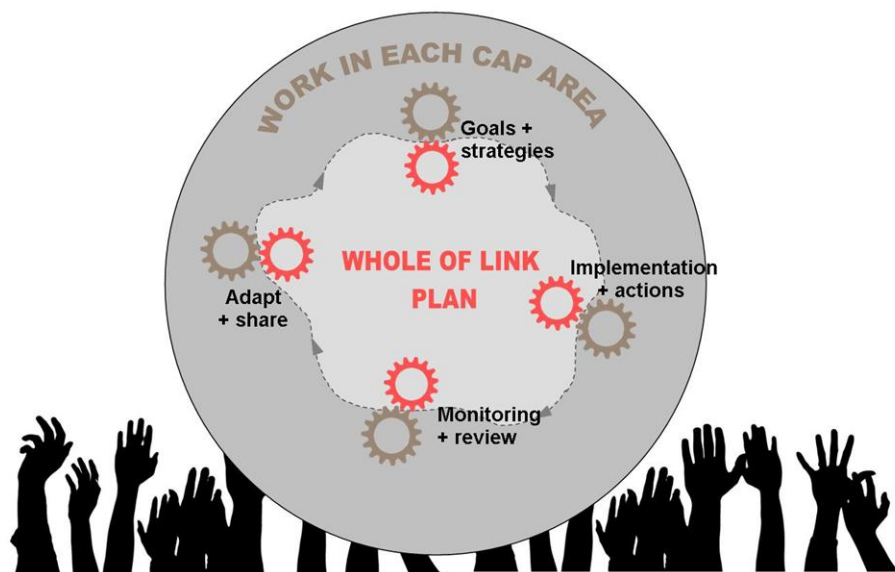 WORK IN EACH CAP AREA
Goals +
strategies
WHOLE OF LINK
PLAN
Implementation
+ actions
Adapt
+ share
Monitoring
+ review